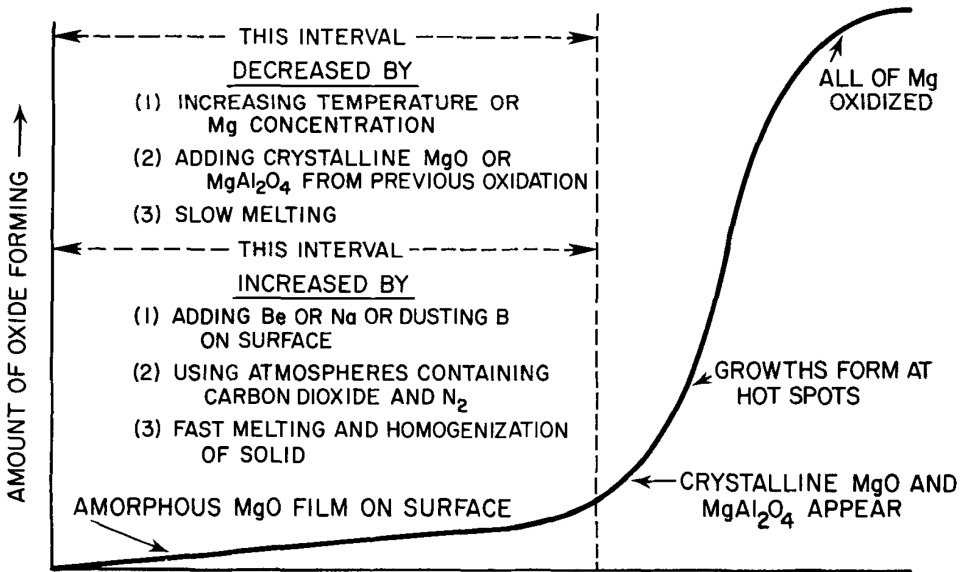 AMOUNT OF OXIDE FORMING
THIS INTERVAL
DECREASED BY
(1) INCREASING TEMPERATURE OR
Mg CONCENTRATION
(2) ADDING CRYSTALLINE MgO OR
MgAl₂O₄ FROM PREVIOUS OXIDATION
(3) SLOW MELTING
THIS INTERVAL
INCREASED BY
(1) ADDING Be OR Na OR DUSTING B
ON SURFACE
(2) USING ATMOSPHERES CONTAINING
CARBON DIOXIDE AND N₂
(3) FAST MELTING AND HOMOGENIZATION
OF SOLID
AMORPHOUS MgO FILM ON SURFACE
ALL OF Mg
OXIDIZED
GROWTHS FORM AT
HOT SPOTS
CRYSTALLINE MgO AND
MgAl₂O₄ APPEAR